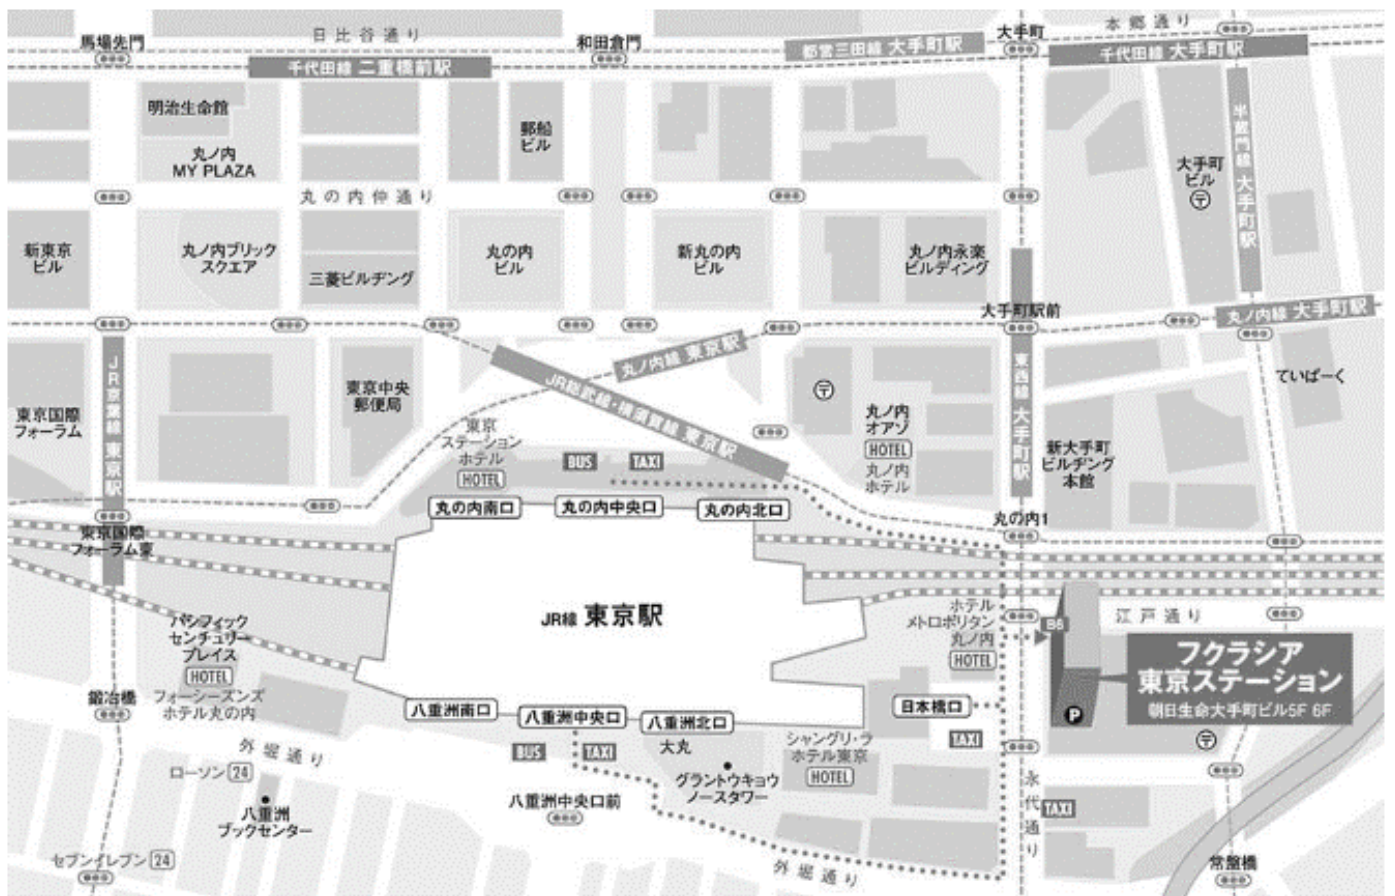 本郷通り
日比谷通り
馬場先門
和田倉門
大手町
都営三田線 大手町駅
千代田線 大手町駅
千代田線 二重橋前駅
明治生命館
郵船
ビル
丸ノ内
MY PLAZA
大手町
ビル
〒
半蔵門線 大手町駅
丸の内仲通り
新東京
ビル
丸ノ内ブリック
スクエア
三菱ビルヂング
丸の内
ビル
新丸の内
ビル
丸ノ内永楽
ビルディング
大手町駅前
丸ノ内線 大手町駅
JR京葉線 東京駅
丸ノ内線 東京駅
JR総武線・横須賀線 東京駅
東西線 大手町駅
ていぱーく
東京中央
郵便局
〒
東京国際
フォーラム
丸ノ内
オアゾ
HOTEL
丸ノ内
ホテル
東京
ステーション
ホテル
HOTEL
新大手町
ビルヂング
本館
BUS
TAXI
丸の内南口
丸の内中央口
丸の内北口
丸の内1
東京国際
フォーラム東
JR線 東京駅
ホテル
メトロポリタン
丸ノ内
HOTEL
B6
江戸通り
パシフィック
センチュリー
プレイス
HOTEL
フォーシーズンズ
ホテル丸の内
フクラシア
東京ステーション
朝日生命大手町ビル5F 6F
P
鍛冶橋
八重洲南口
八重洲中央口
八重洲北口
日本橋口
TAXI
〒
外堀通り
BUS
TAXI
大丸
シャングリ・ラ
ホテル東京
HOTEL
ローソン 24
グラントウキョウ
ノースタワー
八重洲
ブックセンター
八重洲中央口前
永代通り
TAXI
セブンイレブン 24
外堀通り
常盤橋